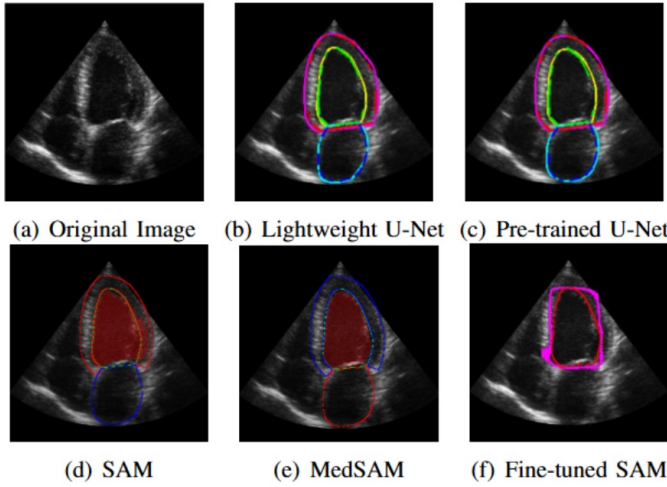 (a) Original Image (b) Lightweight U-Net (c) Pre-trained U-Net
(d) SAM (e) MedSAM (f) Fine-tuned SAM